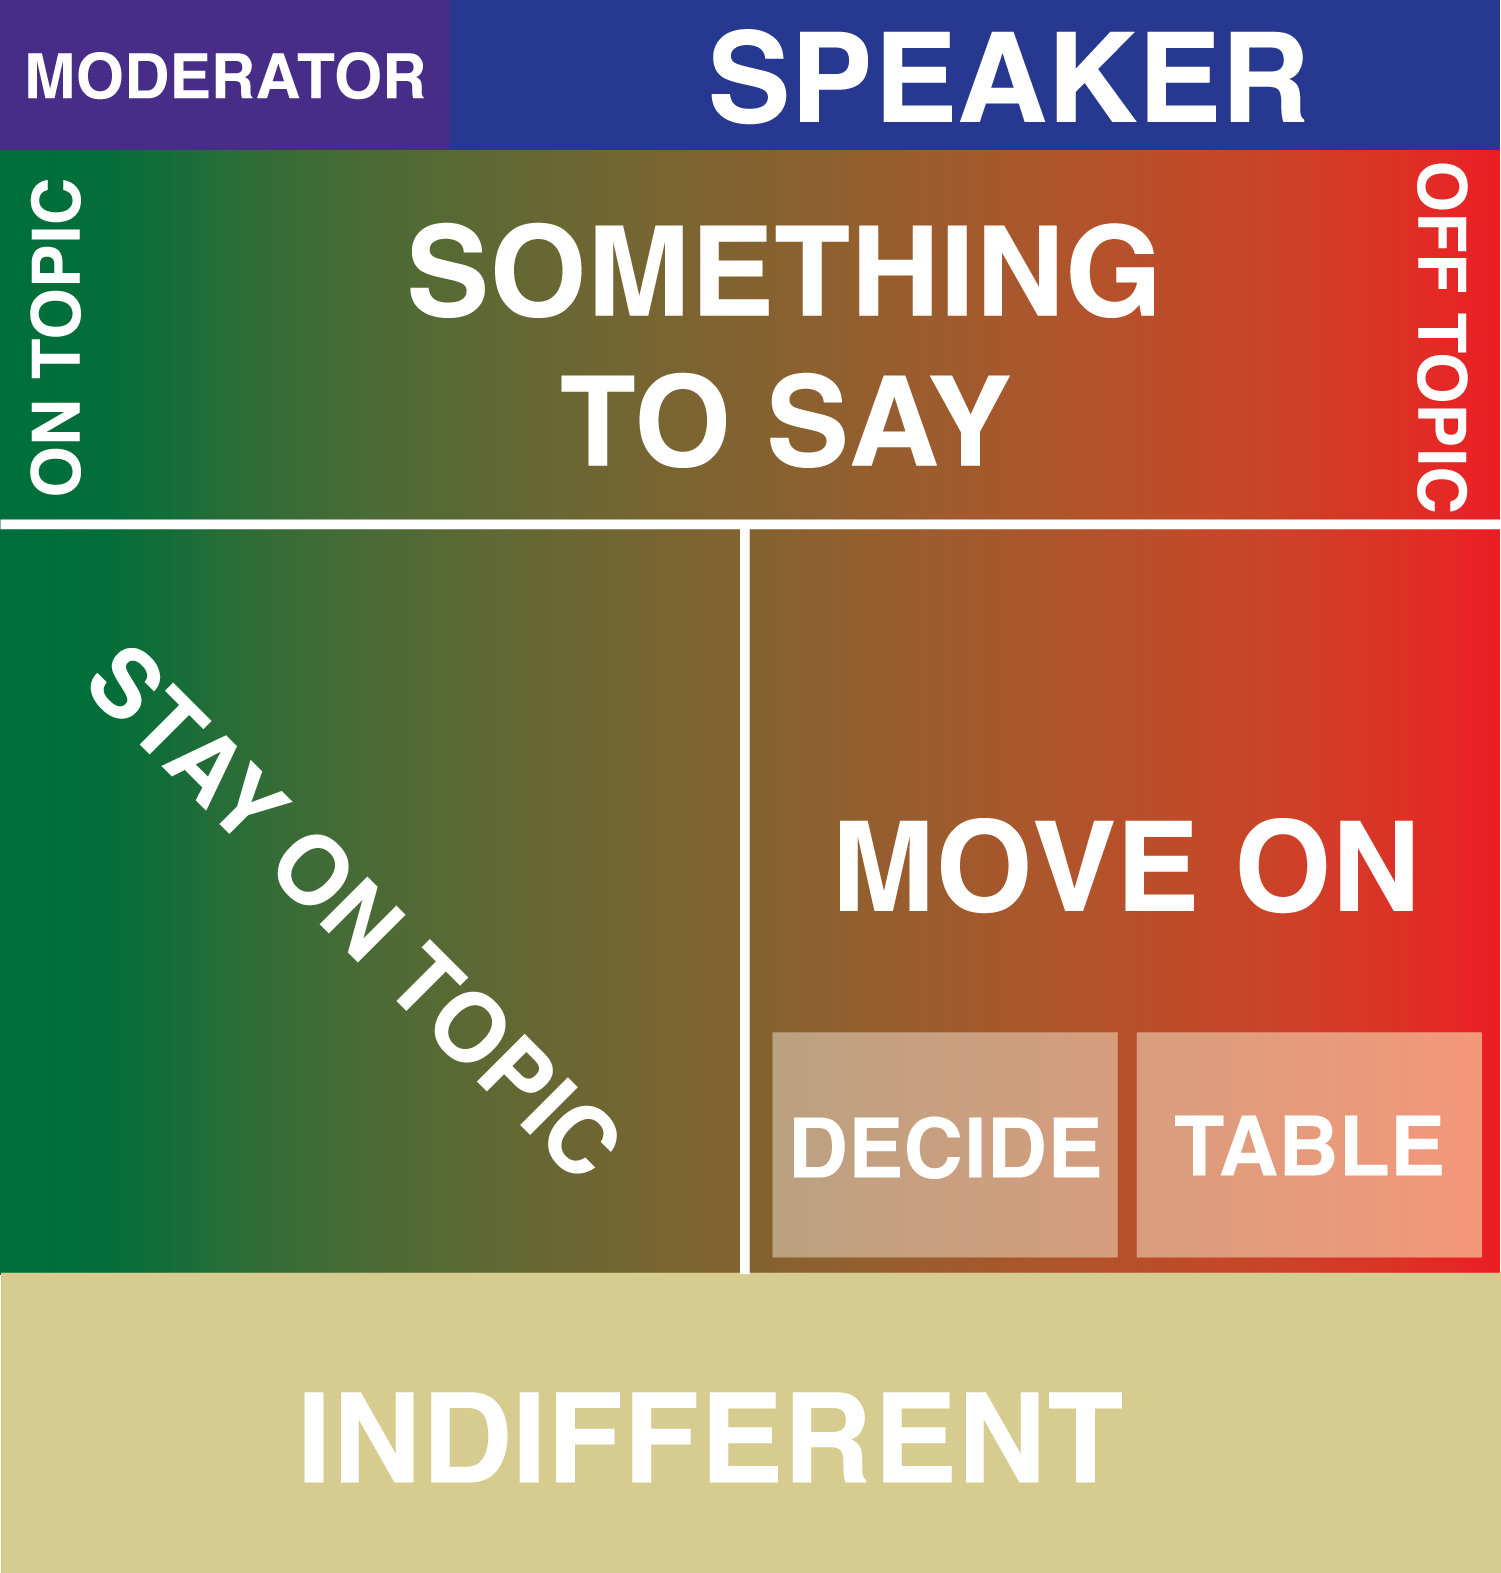 MODERATOR
SPEAKER
ON TOPIC
SOMETHING
TO SAY
OFF TOPIC
STAY ON TOPIC
MOVE ON
DECIDE
TABLE
INDIFFERENT